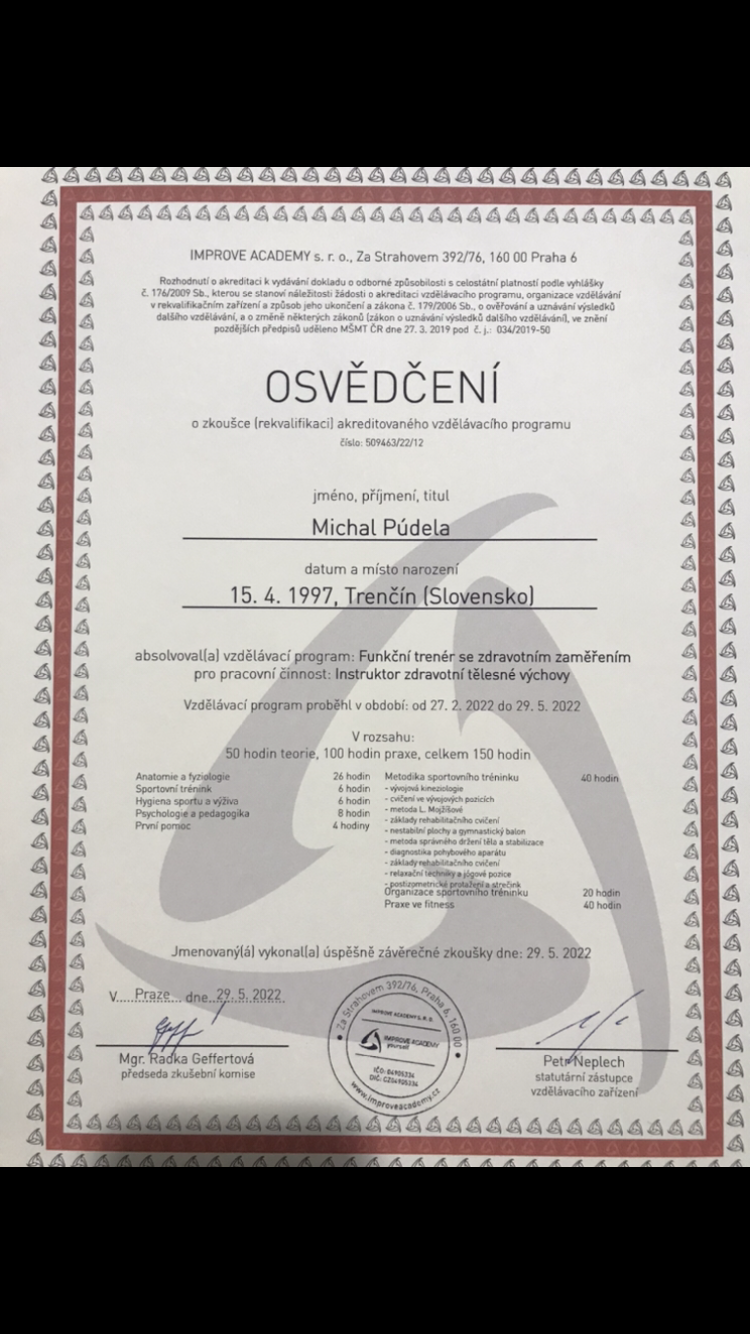 IMPROVE ACADEMY s. r. o., Za Strahovem 392/76, 160 00 Praha 6
Rozhodnutí o akreditaci k vydávání dokladu o odborné způsobilosti s celostátní platností podle vyhlášky
č. 176/2009 Sb., kterou se stanoví náležitosti žádosti o akreditaci vzdělávacího programu, organizace vzdělávání
v rekvalifikačním zařízení a způsob jeho ukončení a zákona č. 179/2006 Sb., o ověřování a uznávání výsledků
dalšího vzdělávání, a o změně některých zákonů (zákon o uznávání výsledků dalšího vzdělávání), ve znění
pozdějších předpisů uděleno MŠMT ČR dne 27. 3. 2019 pod č. j.: 034/2019-50
OSVĚDČENÍ
o zkoušce (rekvalifikaci) akreditovaného vzdělávacího programu
číslo: 509463/22/12
jméno, příjmení, titul
Michal Púdela
datum a místo narození
15. 4. 1997, Trenčín (Slovensko)
absolvoval(a) vzdělávací program: Funkční trenér se zdravotním zaměřením
pro pracovní činnost: Instruktor zdravotní tělesné výchovy
Vzdělávací program proběhl v období: od 27. 2. 2022 do 29. 5. 2022
V rozsahu:
50 hodin teorie, 100 hodin praxe, celkem 150 hodin
Anatomie a fyziologie 26 hodin
Sportovní trénink 6 hodin
Hygiena sportu a výživa 6 hodin
Psychologie a pedagogika 8 hodin
První pomoc 4 hodiny
Metodika sportovního tréninku 40 hodin
- vývojová kineziologie
- cvičení ve vývojových pozicích
- metoda L. Mojžíšové
- základy rehabilitačního cvičení
- nestabilní plochy a gymnastický balon
- metoda správného držení těla a stabilizace
- diagnostika pohybového aparátu
- základy rehabilitačního cvičení
- relaxační techniky a jógové pozice
- postizometrické protažení a strečink
Organizace sportovního tréninku 20 hodin
Praxe ve fitness 40 hodin
Jmenovaný(á) vykonal(a) úspěšně závěrečné zkoušky dne: 29. 5. 2022
V.....Praze... dne..29. 5. 2022.
Mgr. Radka Geffertová
předseda zkušební komise
Za Strahovem 392/76, Praha 6, 160 00
IMPROVE ACADEMY S. R. O.
IMPROVE ACADEMY
yourself
IČO: 04905334
DIČ: CZ04905334
www.improveacademy.cz
Petr Neplech
statutární zástupce
vzdělávacího zařízení